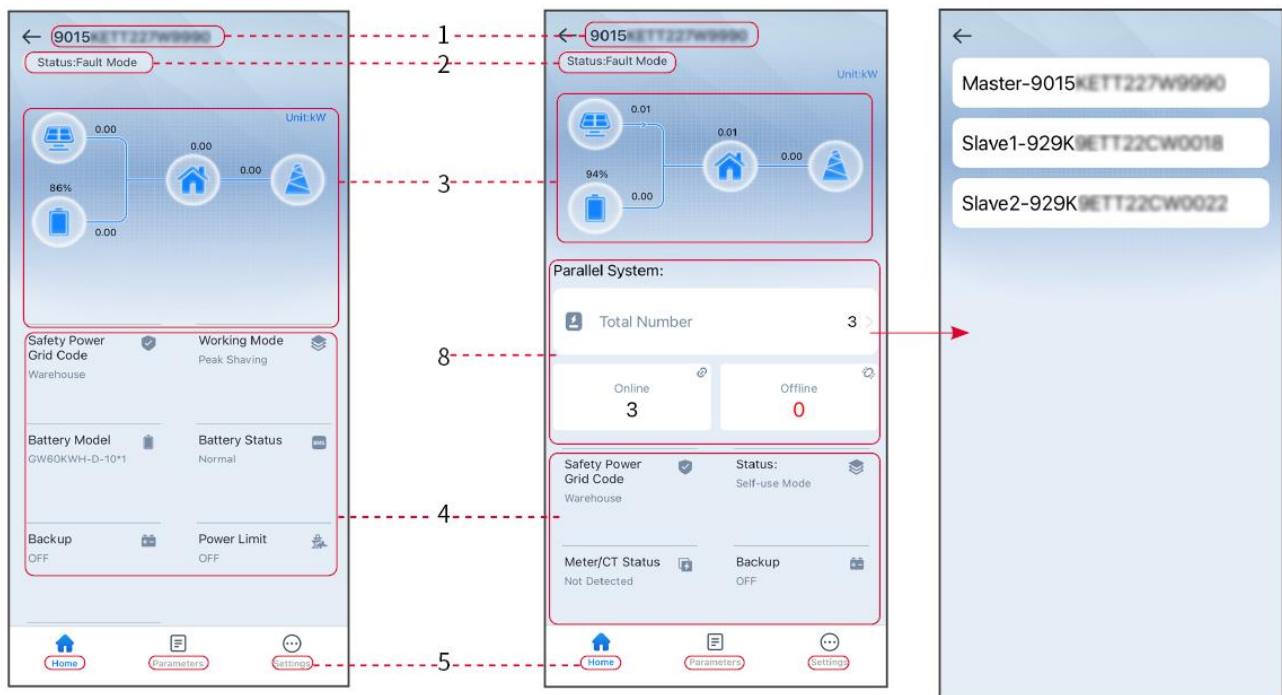 9015
Status:Fault Mode
Unit:kW
0.00
0.00
0.00
86%
0.00
Safety Power
Grid Code
Warehouse
Working Mode
Peak Shaving
Battery Model
GW60KWH-D-10*1
Battery Status
Normal
Backup
OFF
Power Limit
OFF
Home
Parameters
Settings
1
2
3
8
4
5
9015
Status:Fault Mode
Unit:kW
0.01
0.01
0.00
94%
0.00
Parallel System:
Total Number 3
Online
3
Offline
0
Safety Power
Grid Code
Warehouse
Status:
Self-use Mode
Meter/CT Status
Not Detected
Backup
OFF
Home
Parameters
Settings
Master-9015
Slave1-929K
Slave2-929K